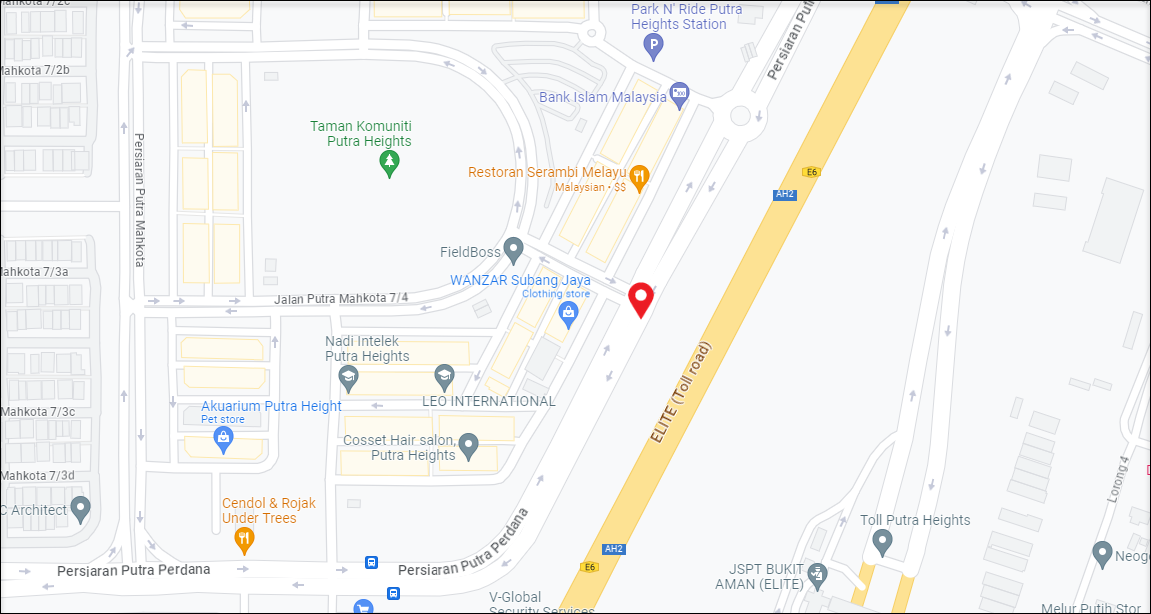 Mahkota 7/2c
Park N' Ride Putra
Heights Station
Persiaran Put
Mahkota 7/2b
Bank Islam Malaysia
Taman Komuniti
Putra Heights
Restoran Serambi Melayu
Malaysian • $$
E6
AH2
Persiaran Putra Mahkota
FieldBoss
Mahkota 7/3a
WANZAR Subang Jaya
Clothing store
Jalan Putra Mahkota 7/4
Nadi Intelek
Putra Heights
LEO INTERNATIONAL
ELITE (Toll road)
Akuarium Putra Height
Pet store
Mahkota 7/3c
Cosset Hair salon,
Putra Heights
Mahkota 7/3d
Lorong 4
C Architect
Cendol & Rojak
Under Trees
Toll Putra Heights
AH2
E6
Neoge
Persiaran Putra Perdana
Persiaran Putra Perdana
JSPT BUKIT
AMAN (ELITE)
V-Global
Security Services
Melur Putih Stor